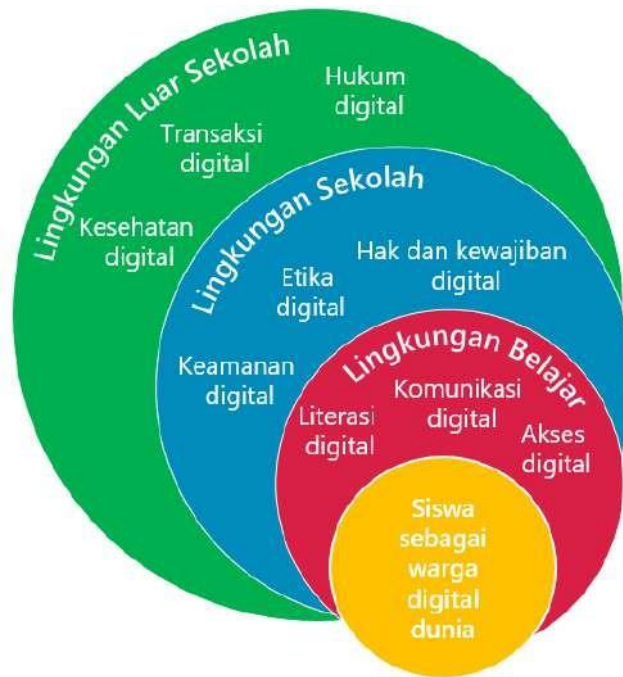 Lingkungan Luar Sekolah
Hukum
digital
Transaksi
digital
Kesehatan
digital
Lingkungan Sekolah
Hak dan kewajiban
digital
Etika
digital
Keamanan
digital
Lingkungan Belajar
Komunikasi
digital
Literasi
digital
Akses
digital
Siswa
sebagai
warga
digital
dunia